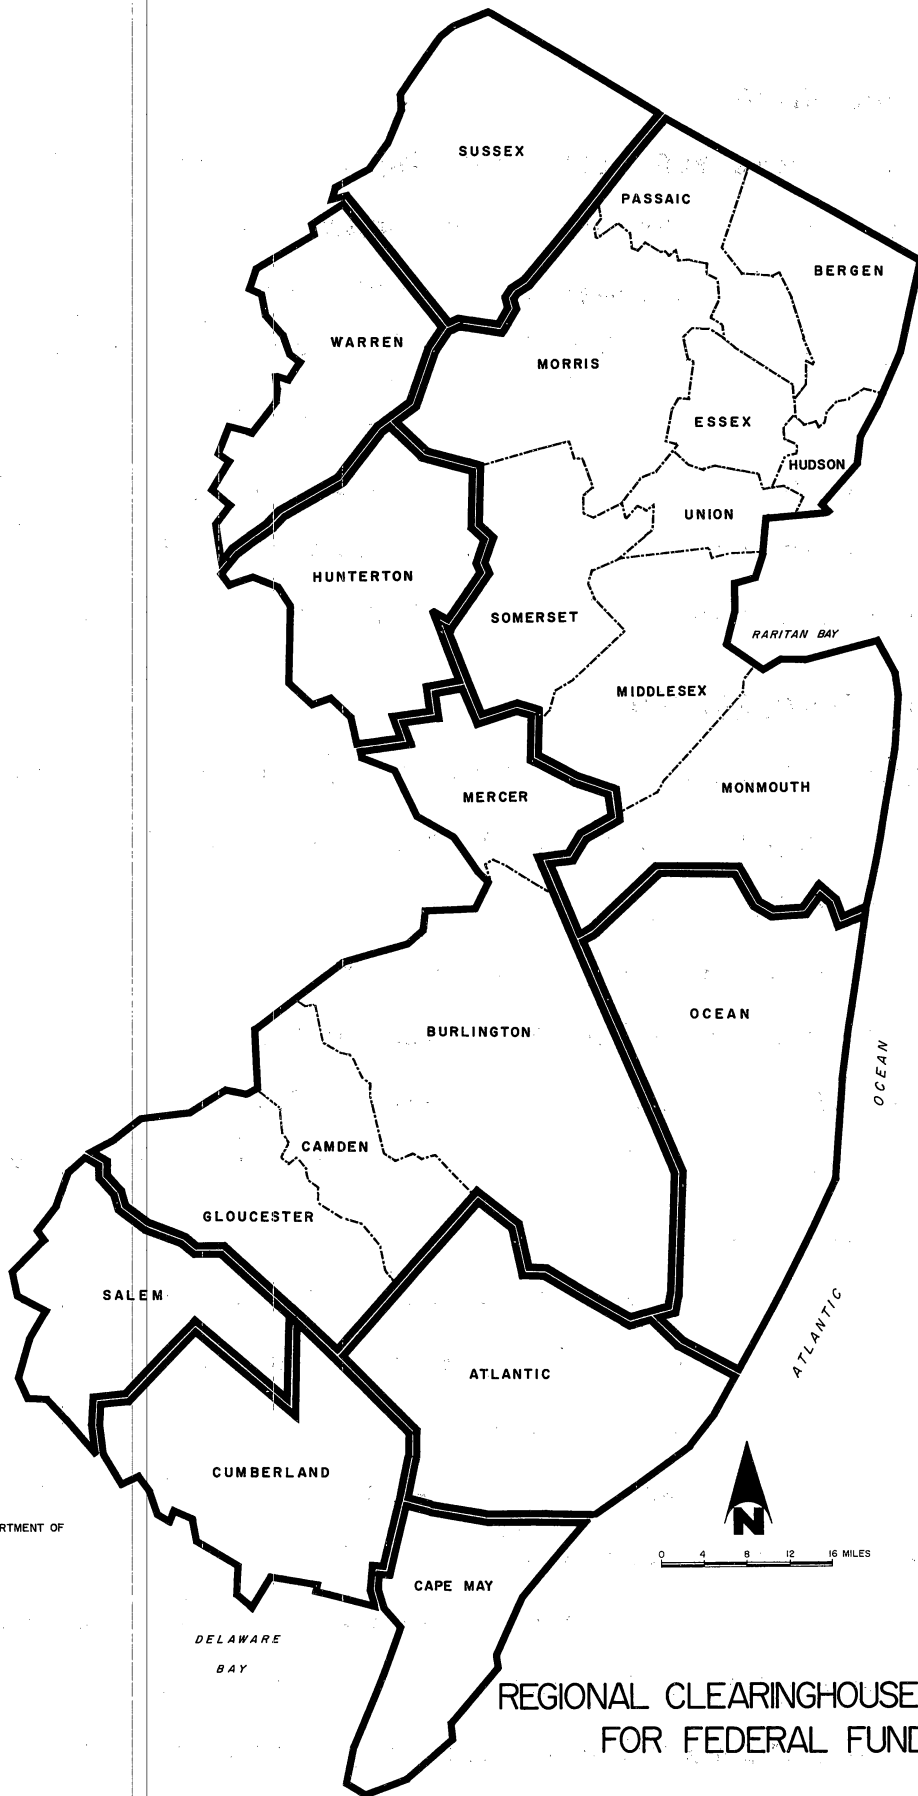 SUSSEX
PASSAIC
BERGEN
WARREN
MORRIS
ESSEX
HUDSON
UNION
HUNTERTON
SOMERSET
RARITAN BAY
MIDDLESEX
MONMOUTH
MERCER
OCEAN
BURLINGTON
OCEAN
CAMDEN
GLOUCESTER
SALEM
ATLANTIC
ATLANTIC
CUMBERLAND
N
RTMENT OF
0 4 8 12 16 MILES
CAPE MAY
DELAWARE
BAY
REGIONAL CLEARINGHOUSE
FOR FEDERAL FUND